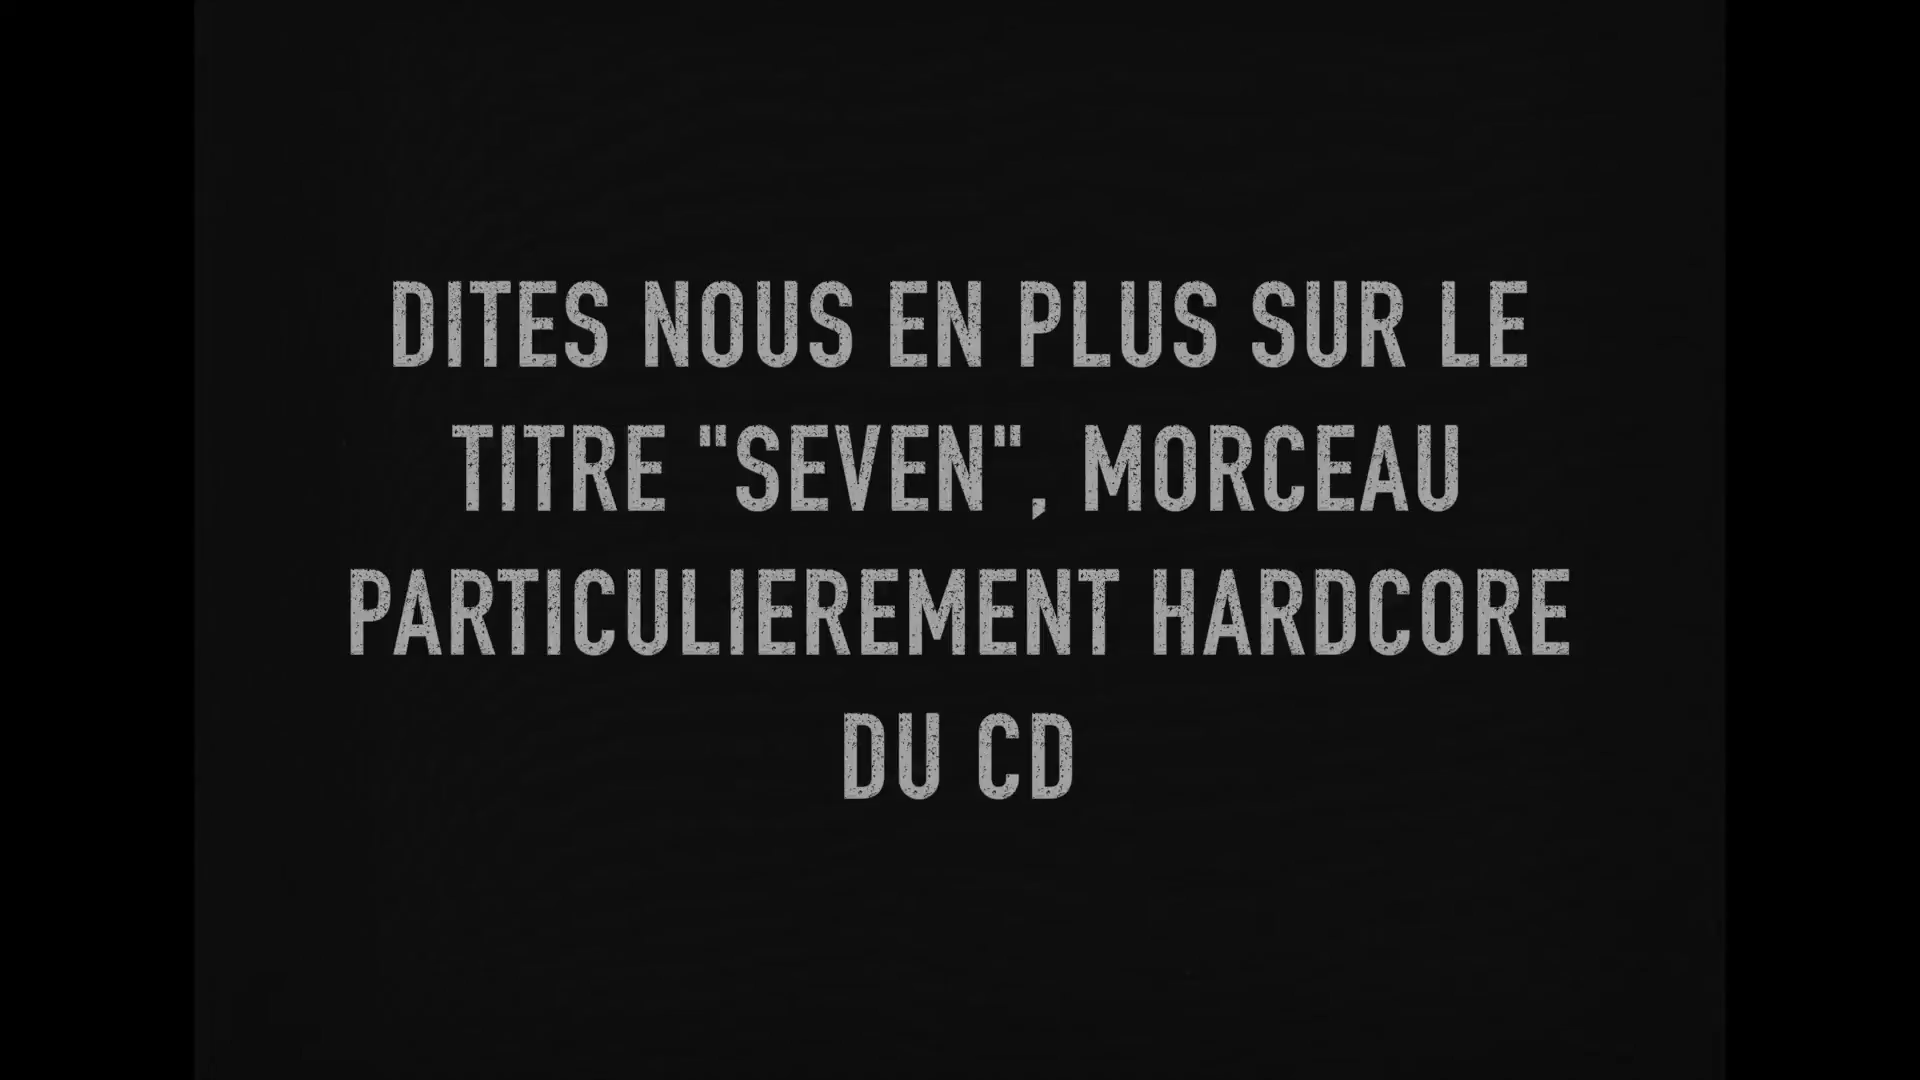 DITES NOUS EN PLUS SUR LE
TITRE "SEVEN", MORCEAU
PARTICULIEREMENT HARDCORE
DU CD